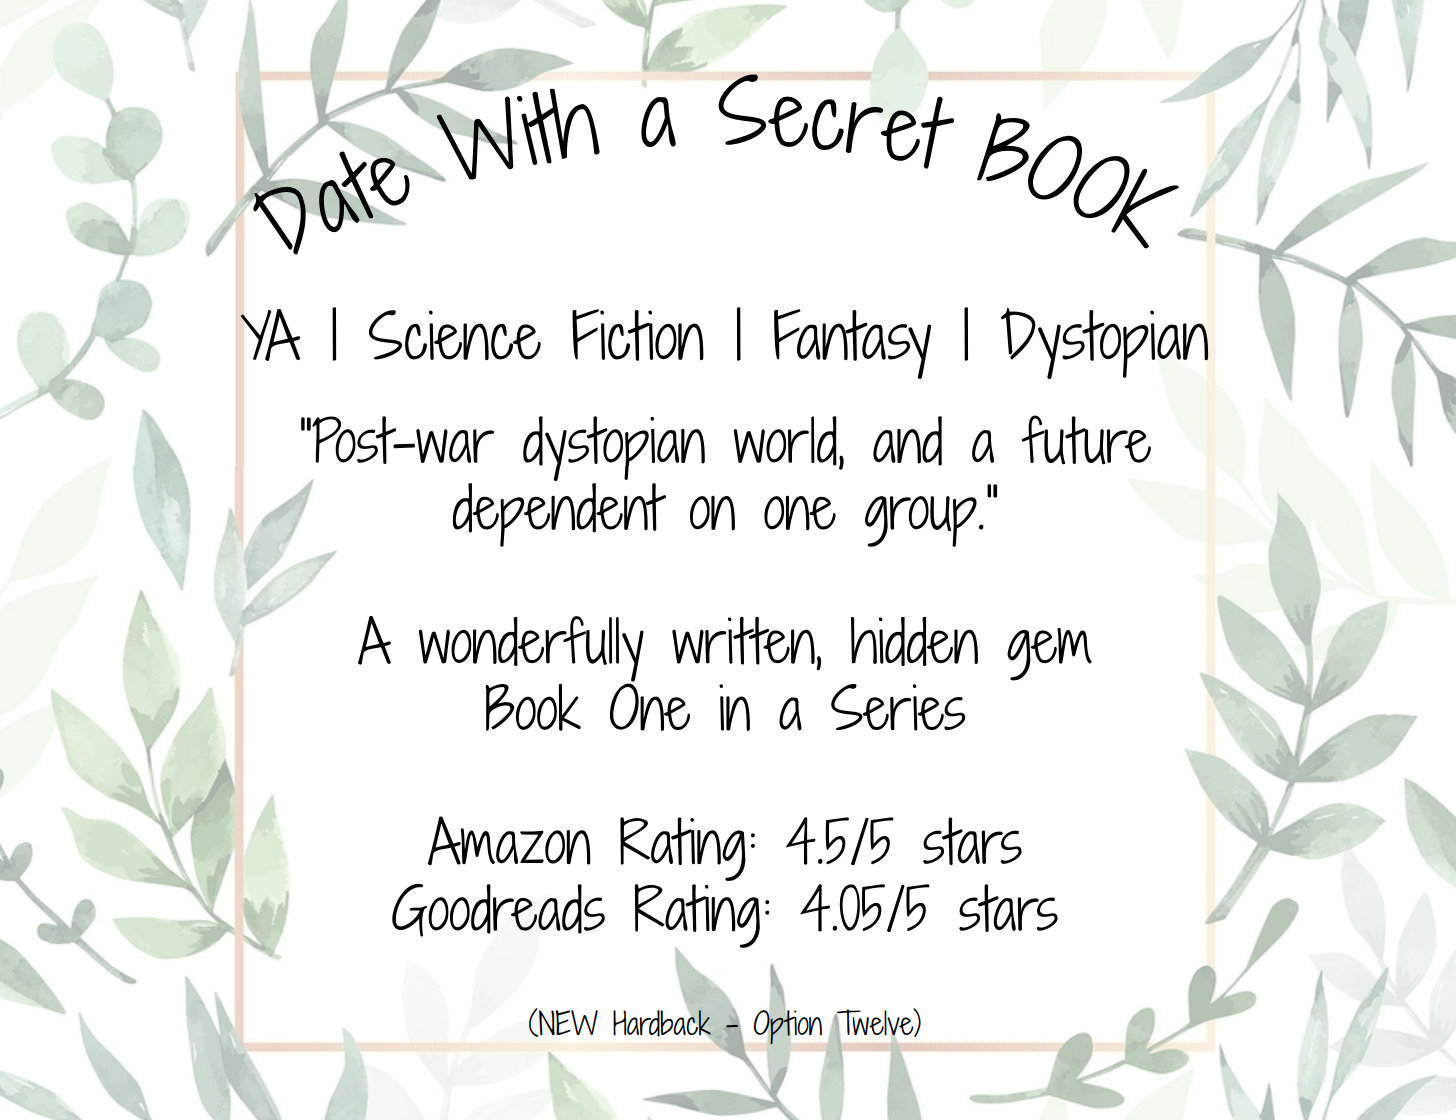 Date With a Secret BOOK
YA | Science Fiction | Fantasy | Dystopian
"Post-war dystopian world, and a future
dependent on one group."
A wonderfully written, hidden gem
Book One in a Series
Amazon Rating: 4.5/5 stars
Goodreads Rating: 4.05/5 stars
(NEW Hardback - Option Twelve)